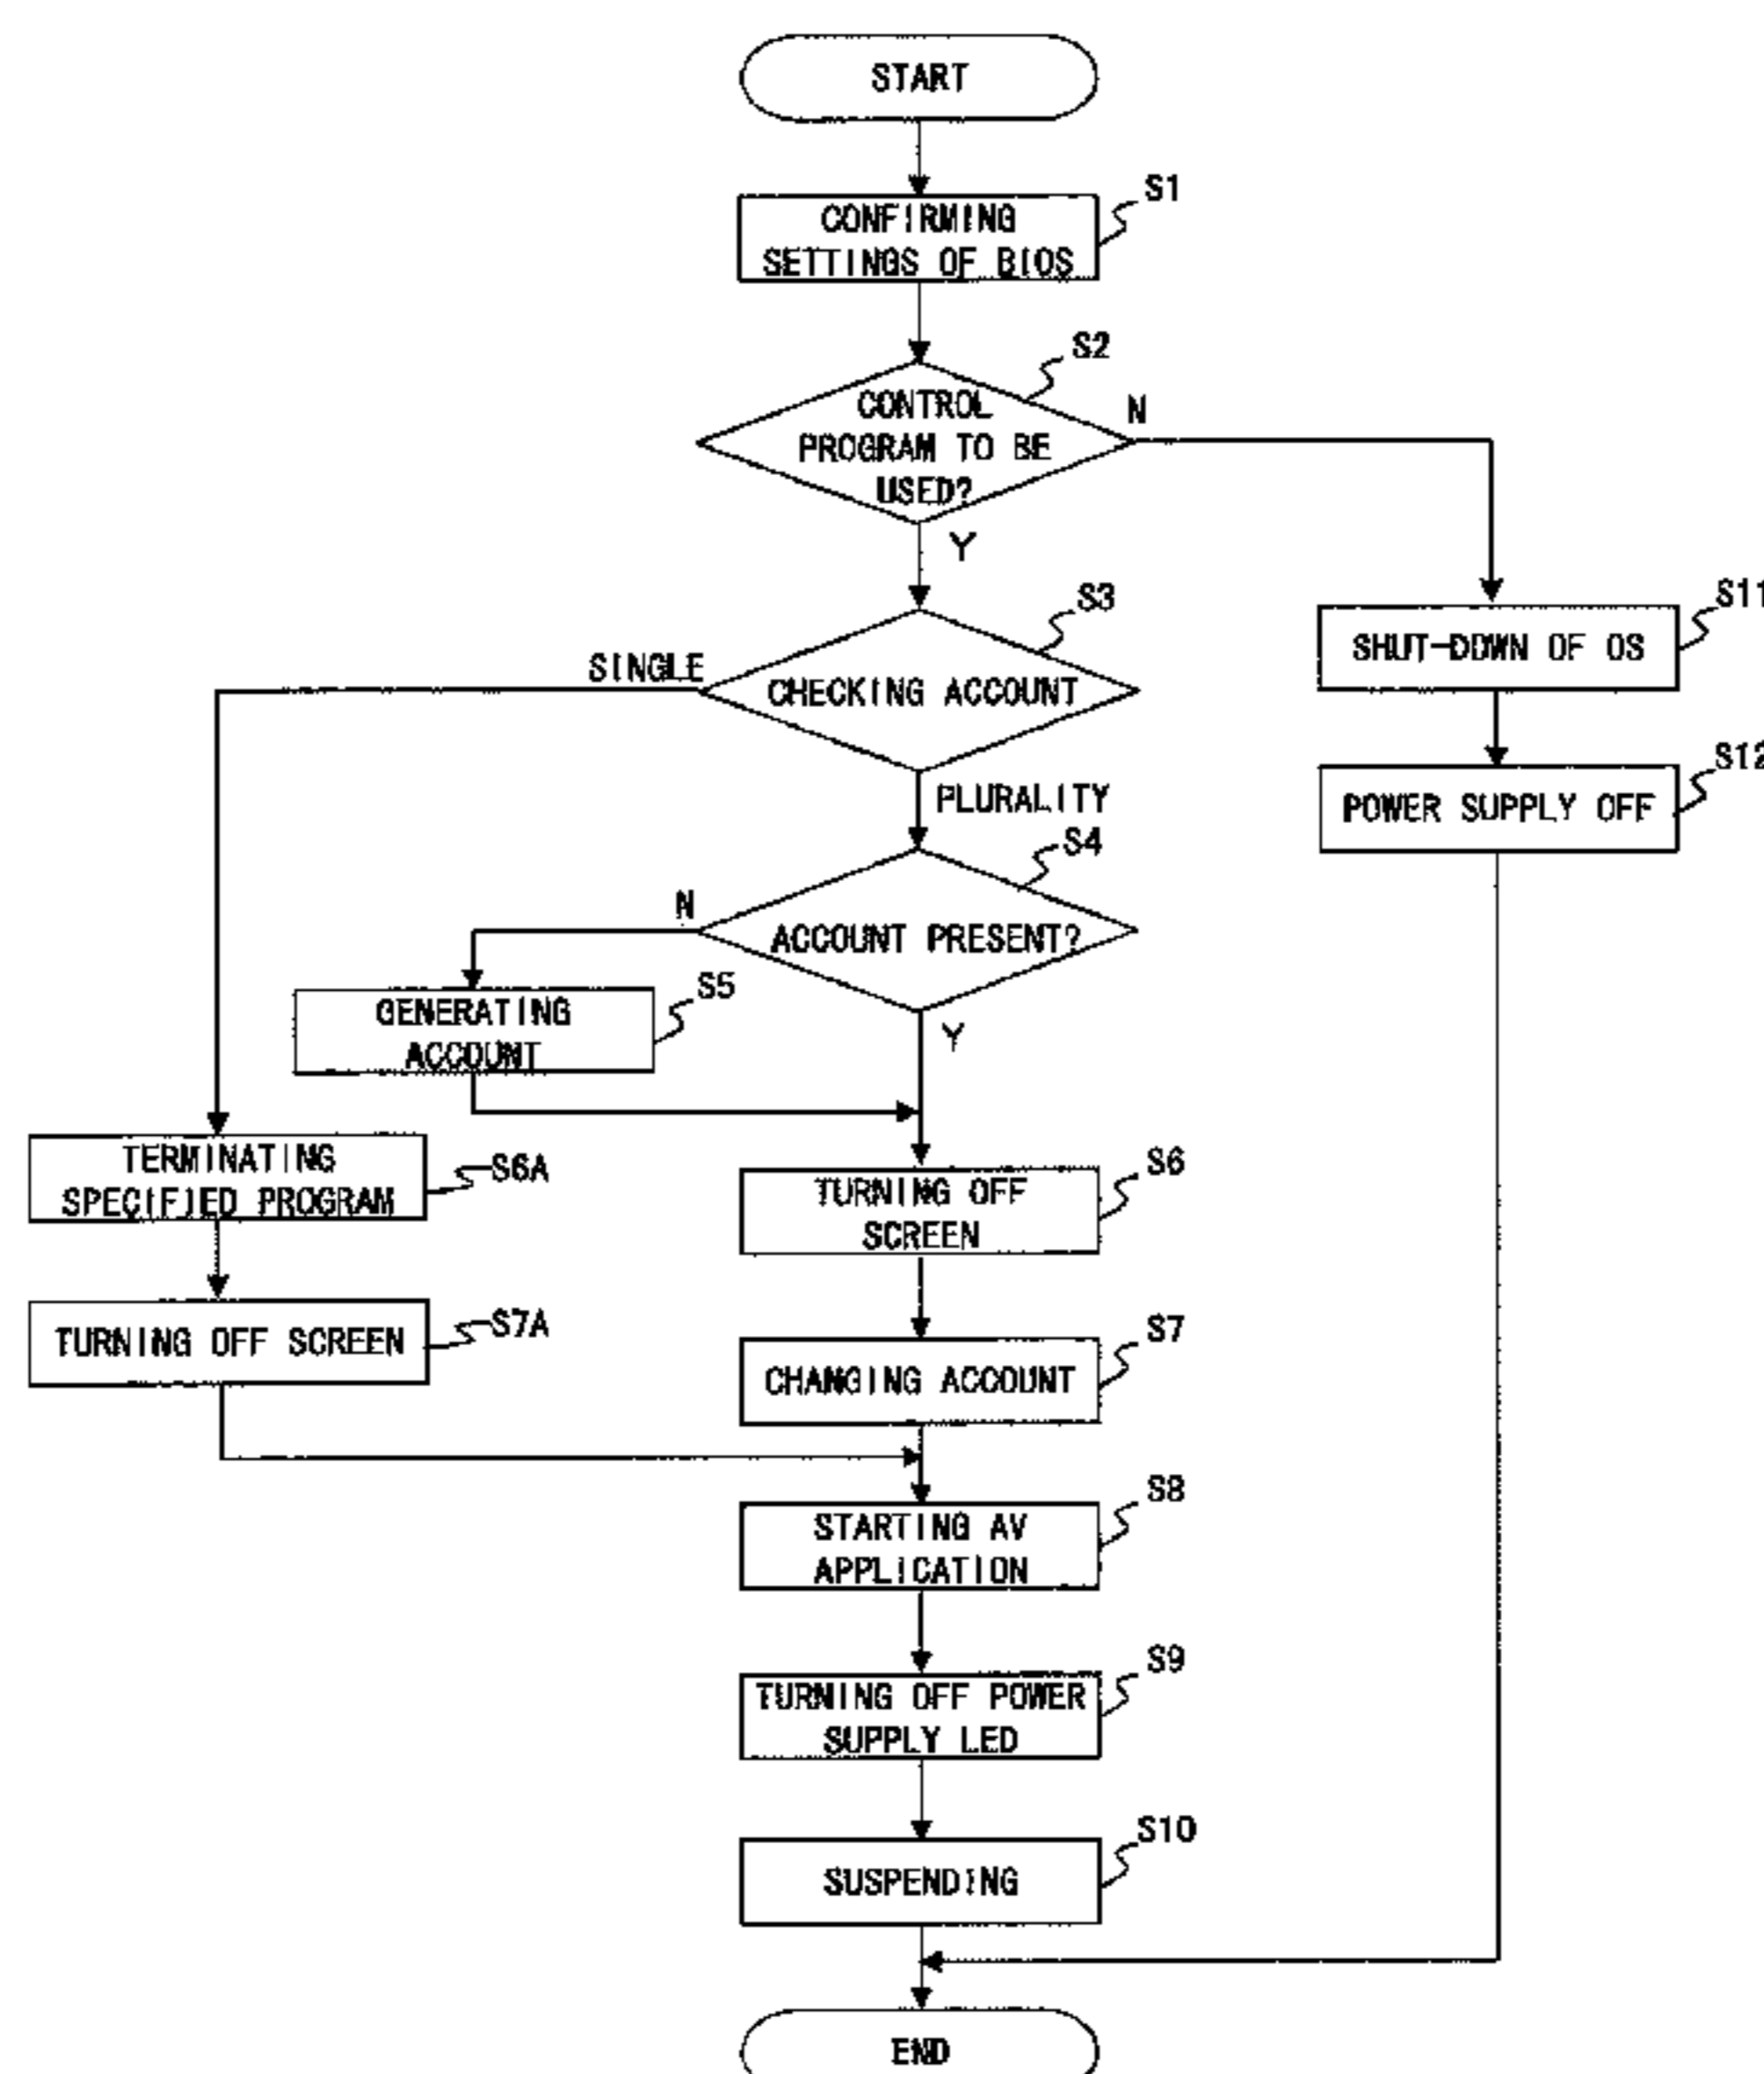 START
S1
CONFIRMING
SETTINGS OF BIOS
S2
CONTROL
PROGRAM TO BE
USED?
N
Y
S3
SINGLE
CHECKING ACCOUNT
PLURALITY
S11
SHUT-DOWN OF OS
S12
POWER SUPPLY OFF
S4
N
ACCOUNT PRESENT?
Y
S5
GENERATING
ACCOUNT
TERMINATING
SPECIFIED PROGRAM
S6A
S6
TURNING OFF
SCREEN
TURNING OFF SCREEN
S7A
S7
CHANGING ACCOUNT
S8
STARTING AV
APPLICATION
S9
TURNING OFF POWER
SUPPLY LED
S10
SUSPENDING
END